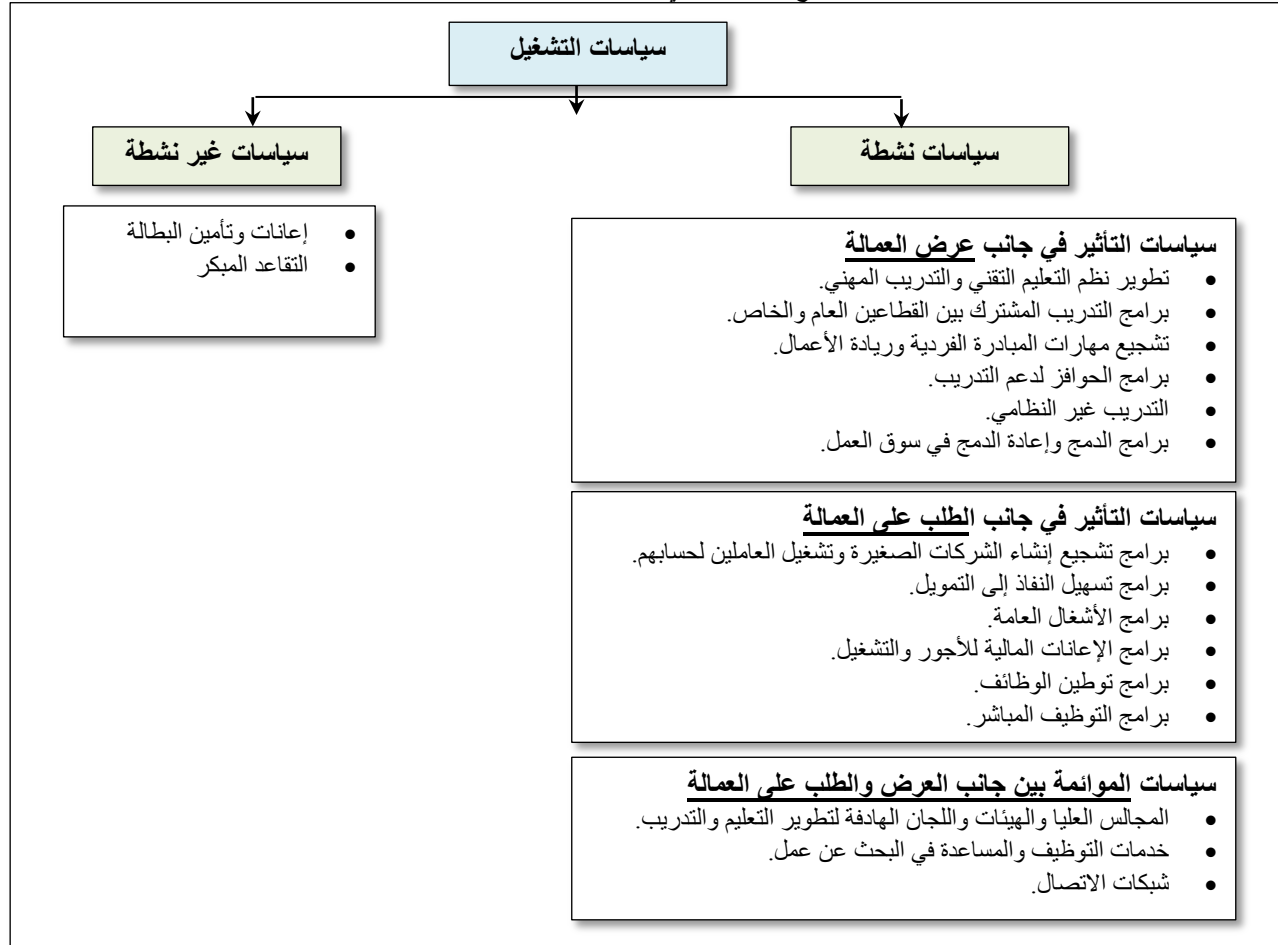 سياسات التشغيل
سياسات نشطة
سياسات غير نشطة
سياسات التأثير في جانب عرض العمالة
• تطوير نظم التعليم التقني والتدريب المهني.
• برامج التدريب المشترك بين القطاعين العام والخاص.
• تشجيع مهارات المبادرة الفردية وريادة الأعمال.
• برامج الحوافز لدعم التدريب.
• التدريب غير النظامي.
• برامج الدمج وإعادة الدمج في سوق العمل.
سياسات التأثير في جانب الطلب على العمالة
• برامج تشجيع إنشاء الشركات الصغيرة وتشغيل العاملين لحسابهم.
• برامج تسهيل النفاذ إلى التمويل.
• برامج الأشغال العامة.
• برامج الإعانات المالية للأجور والتشغيل.
• برامج توطين الوظائف.
• برامج التوظيف المباشر.
سياسات الموائمة بين جانب العرض والطلب على العمالة
• المجالس العليا والهيئات واللجان الهادفة لتطوير التعليم والتدريب.
• خدمات التوظيف والمساعدة في البحث عن عمل.
• شبكات الاتصال.
• إعانات وتأمين البطالة
• التقاعد المبكر